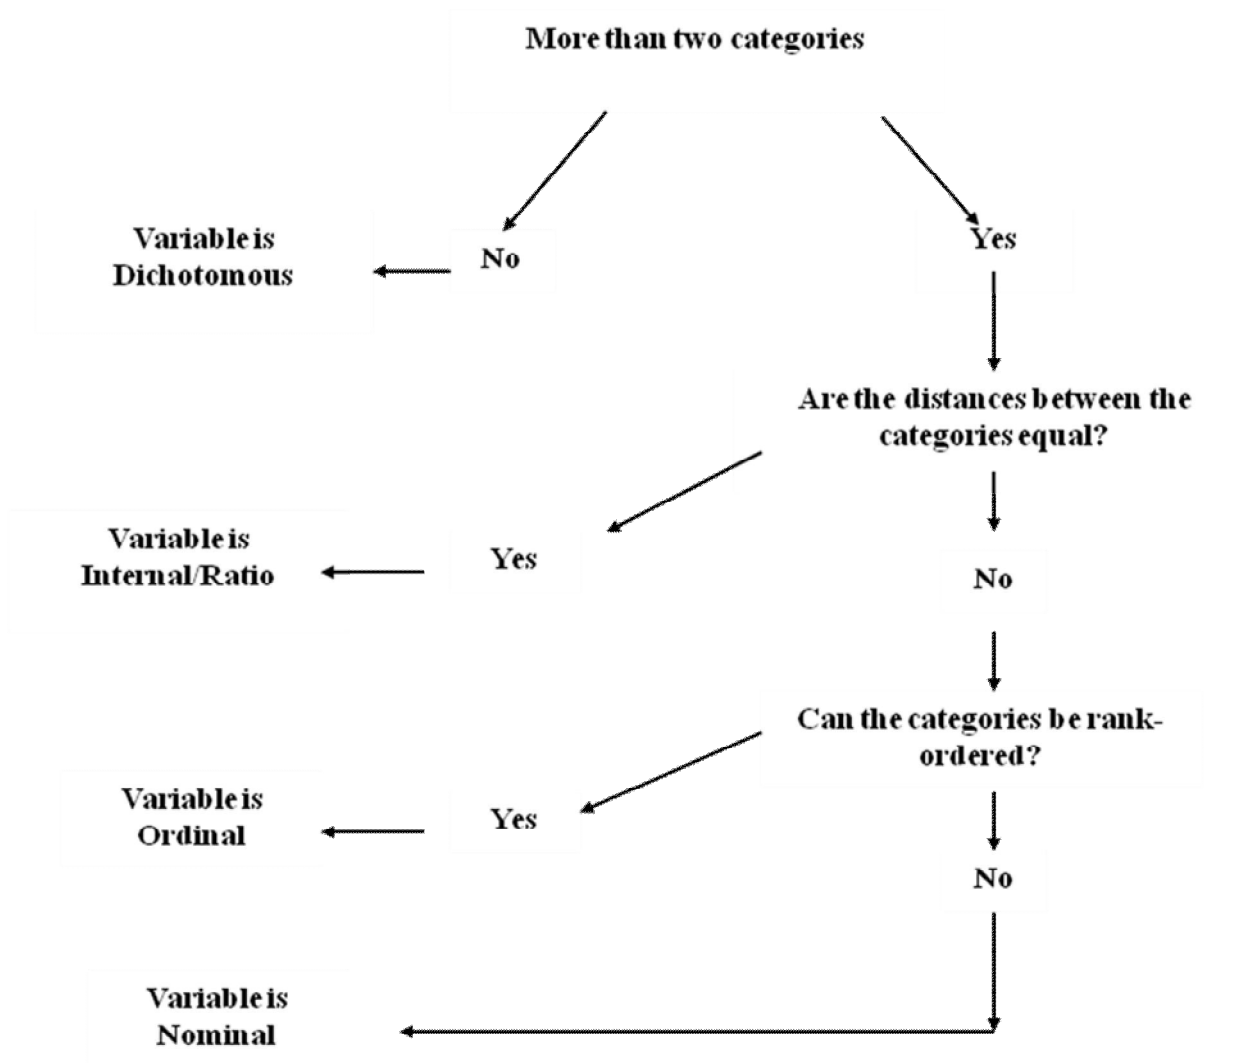 More than two categories
Variable is
Dichotomous
No
Yes
Are the distances between the
categories equal?
Variable is
Internal/Ratio
Yes
No
Can the categories be rank-
ordered?
Variable is
Ordinal
Yes
No
Variable is
Nominal